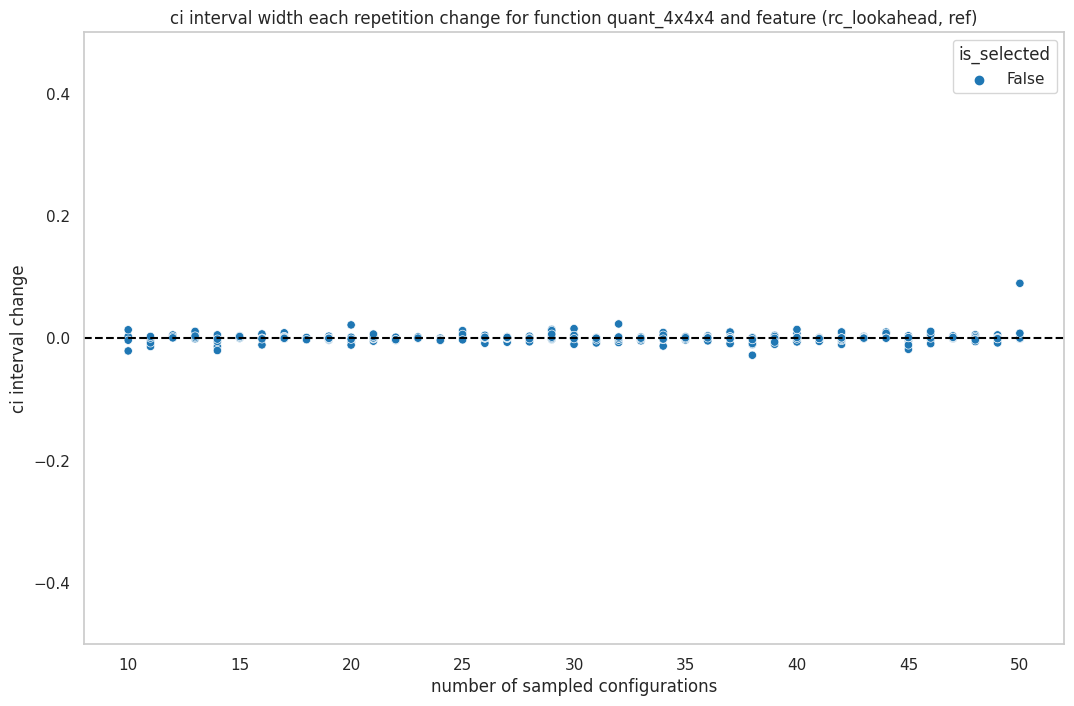 ci interval width each repetition change for function quant_4x4x4 and feature (rc_lookahead, ref)
is_selected
False
0.4
0.2
0.0
−0.2
−0.4
ci interval change
10 15 20 25 30 35 40 45 50
number of sampled configurations